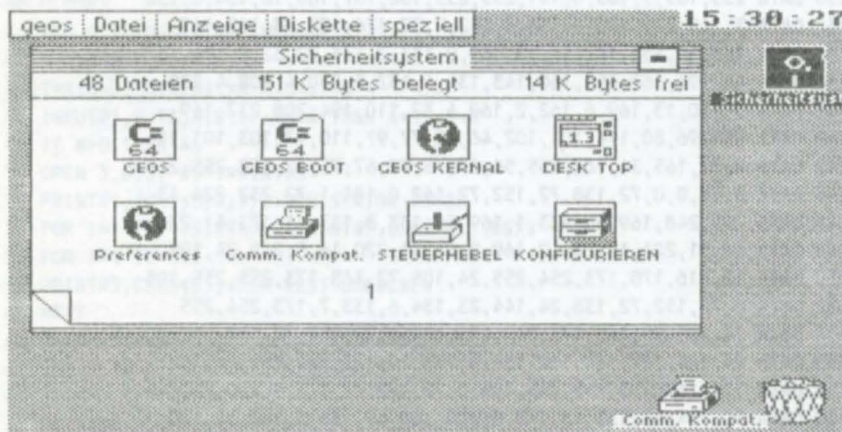 geos Datei Anzeige Diskette speziell
15:30:27
Sicherheitsystem
48 Dateien 151 K Bytes belegt 14 K Bytes frei
GEOS GEOS BOOT GEOS KERNAL DESK TOP
Preferences Comm. Kompat. STEUERHEBEL KONFIGURIEREN
1
Comm. Kompat.